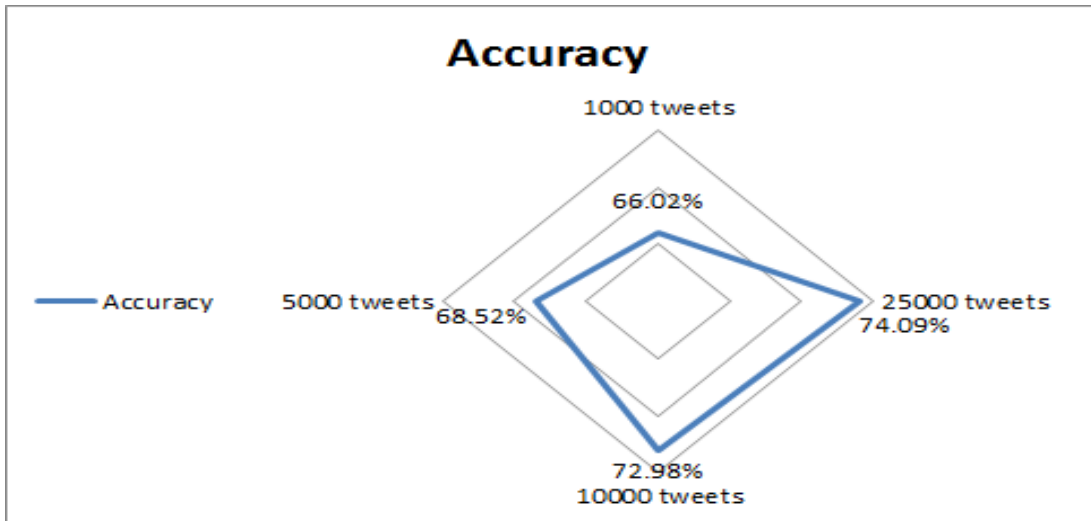 Accuracy
1000 tweets
66.02%
Accuracy
5000 tweets
68.52%
25000 tweets
74.09%
72.98%
10000 tweets